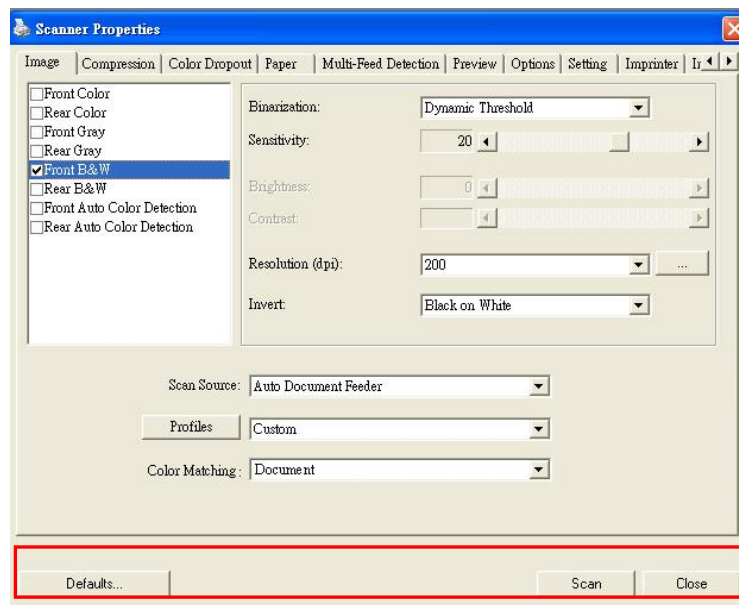 Scanner Properties
Image Compression Color Dropout Paper Multi-Feed Detection Preview Options Setting Imprinter
Front Color
Rear Color
Front Gray
Rear Gray
Front B&W
Rear B&W
Front Auto Color Detection
Rear Auto Color Detection
Binarization: Dynamic Threshold
Sensitivity: 20
Brightness: 0
Contrast:
Resolution (dpi): 200 ...
Invert: Black on White
Scan Source: Auto Document Feeder
Profiles Custom
Color Matching: Document
Defaults... Scan Close